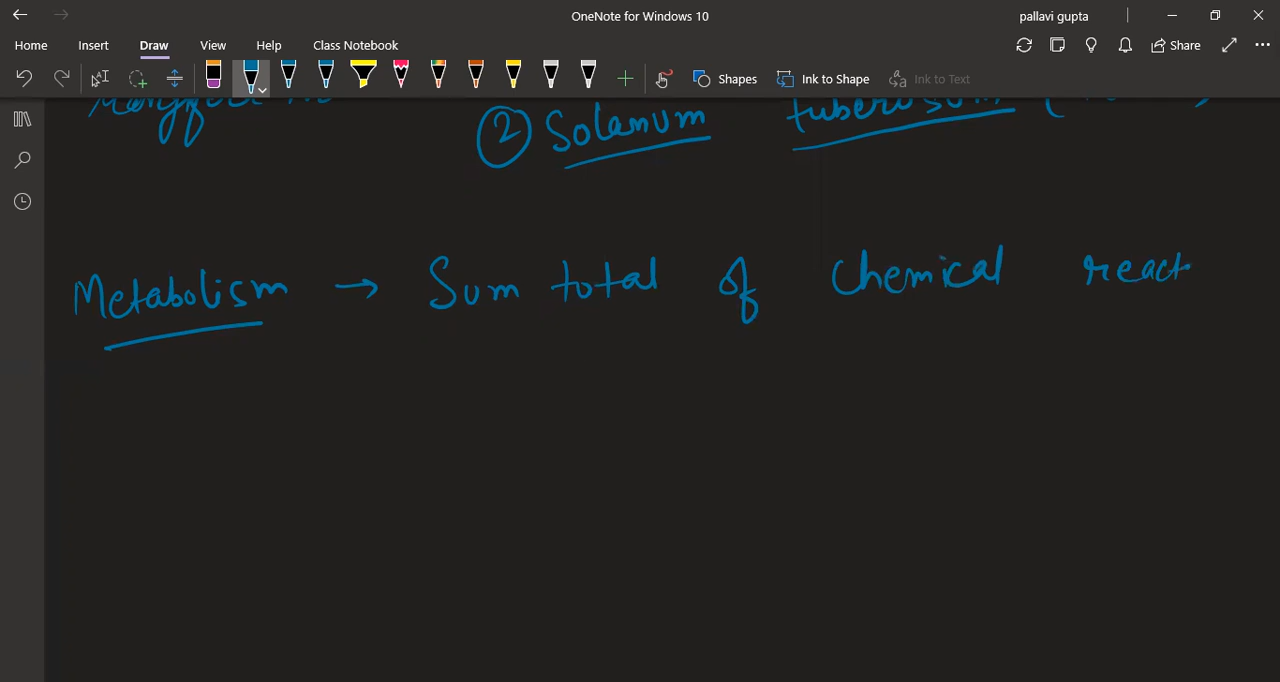 OneNote for Windows 10
pallavi gupta
Home Insert Draw View Help Class Notebook
Share
Shapes Ink to Shape Ink to Text
② Solanum tuberosum (
Metabolism → Sum total of chemical react